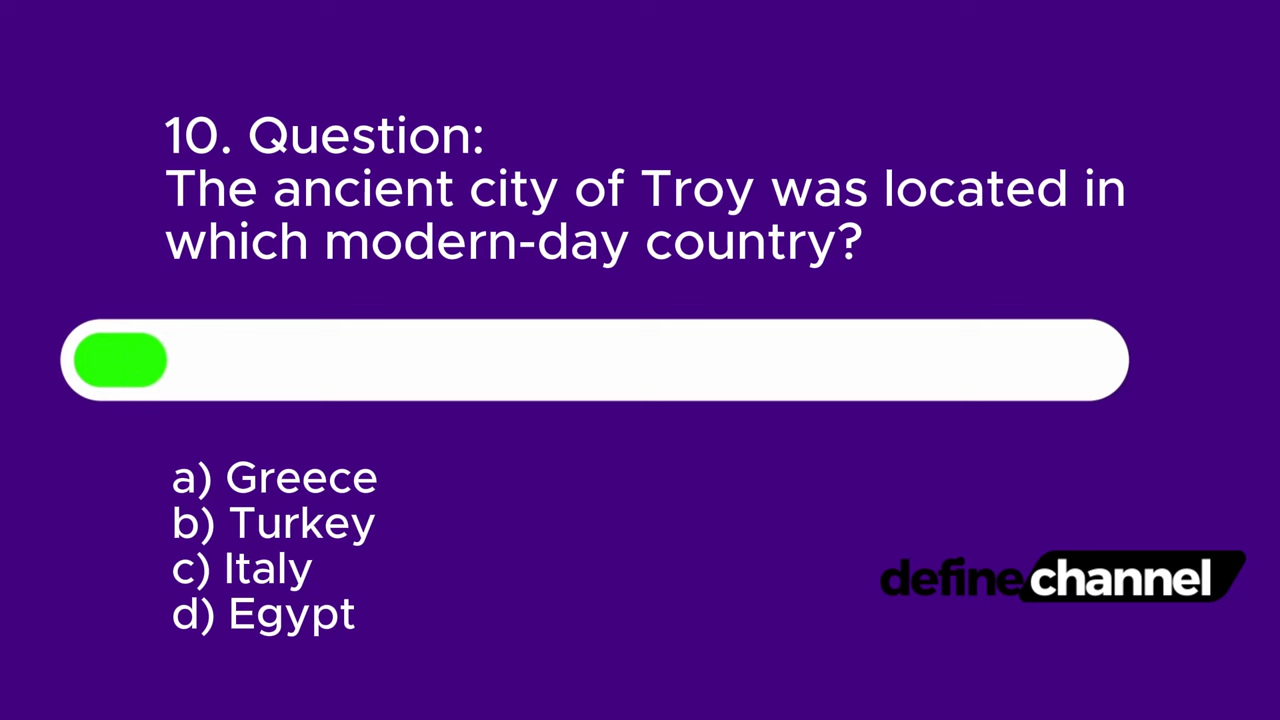 10. Question:
The ancient city of Troy was located in
which modern-day country?
a) Greece
b) Turkey
c) Italy
d) Egypt
definechannel